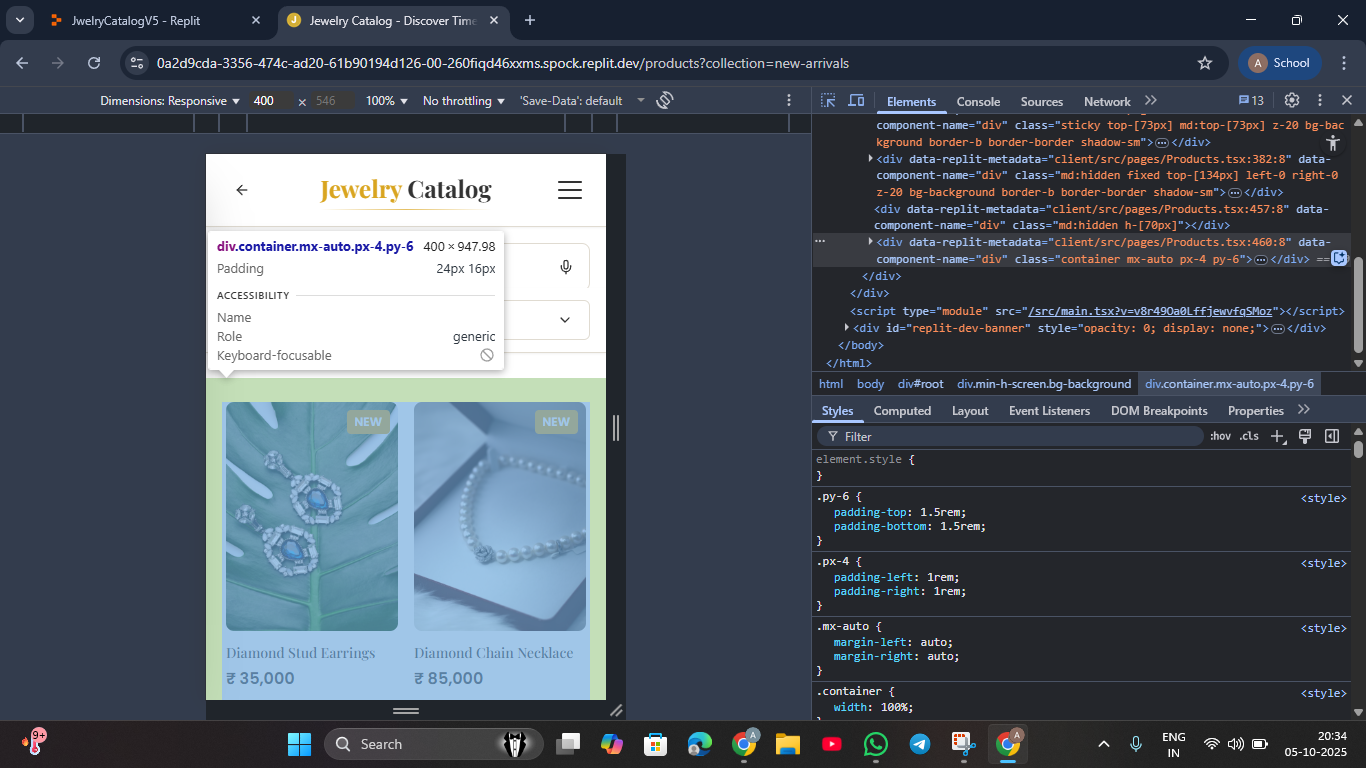 JwelryCatalogV5 - Replit
Jewelry Catalog - Discover Time
0a2d9cda-3356-474c-ad20-61b90194d126-00-260fiqd46xxms.spock.replit.dev/products?collection=new-arrivals
A School
Dimensions: Responsive 400 × 546 100% No throttling 'Save-Data': default
Elements Console Sources Network 13
component-name="div" class="sticky top-[73px] md:top-[73px] z-20 bg-bac
kground border-b border-border shadow-sm"></div>
<div data-replit-metadata="client/src/pages/Products.tsx:382:8" data-
component-name="div" class="md:hidden fixed top-[134px] left-0 right-0
z-20 bg-background border-b border-border shadow-sm"></div>
<div data-replit-metadata="client/src/pages/Products.tsx:457:8" data-
component-name="div" class="md:hidden h-[70px]"></div>
<div data-replit-metadata="client/src/pages/Products.tsx:460:8" data-
component-name="div" class="container mx-auto px-4 py-6"></div> ==
</div>
</div>
<script type="module" src="/src/main.tsx?v=v8r49Oa0LffjewvfqSMoz"></script>
<div id="replit-dev-banner" style="opacity: 0; display: none;"></div>
</body>
</html>
html body div#root div.min-h-screen.bg-background div.container.mx-auto.px-4.py-6
Styles Computed Layout Event Listeners DOM Breakpoints Properties
Filter :hov .cls
element.style {
}
.py-6 { <style>
padding-top: 1.5rem;
padding-bottom: 1.5rem;
}
.px-4 { <style>
padding-left: 1rem;
padding-right: 1rem;
}
.mx-auto { <style>
margin-left: auto;
margin-right: auto;
}
.container { <style>
width: 100%;
Jewelry Catalog
div.container.mx-auto.px-4.py-6 400 × 947.98
Padding 24px 16px
ACCESSIBILITY
Name
Role generic
Keyboard-focusable
NEW NEW
Diamond Stud Earrings Diamond Chain Necklace
₹ 35,000 ₹ 85,000
9+
Search
ENG
IN
20:34
05-10-2025